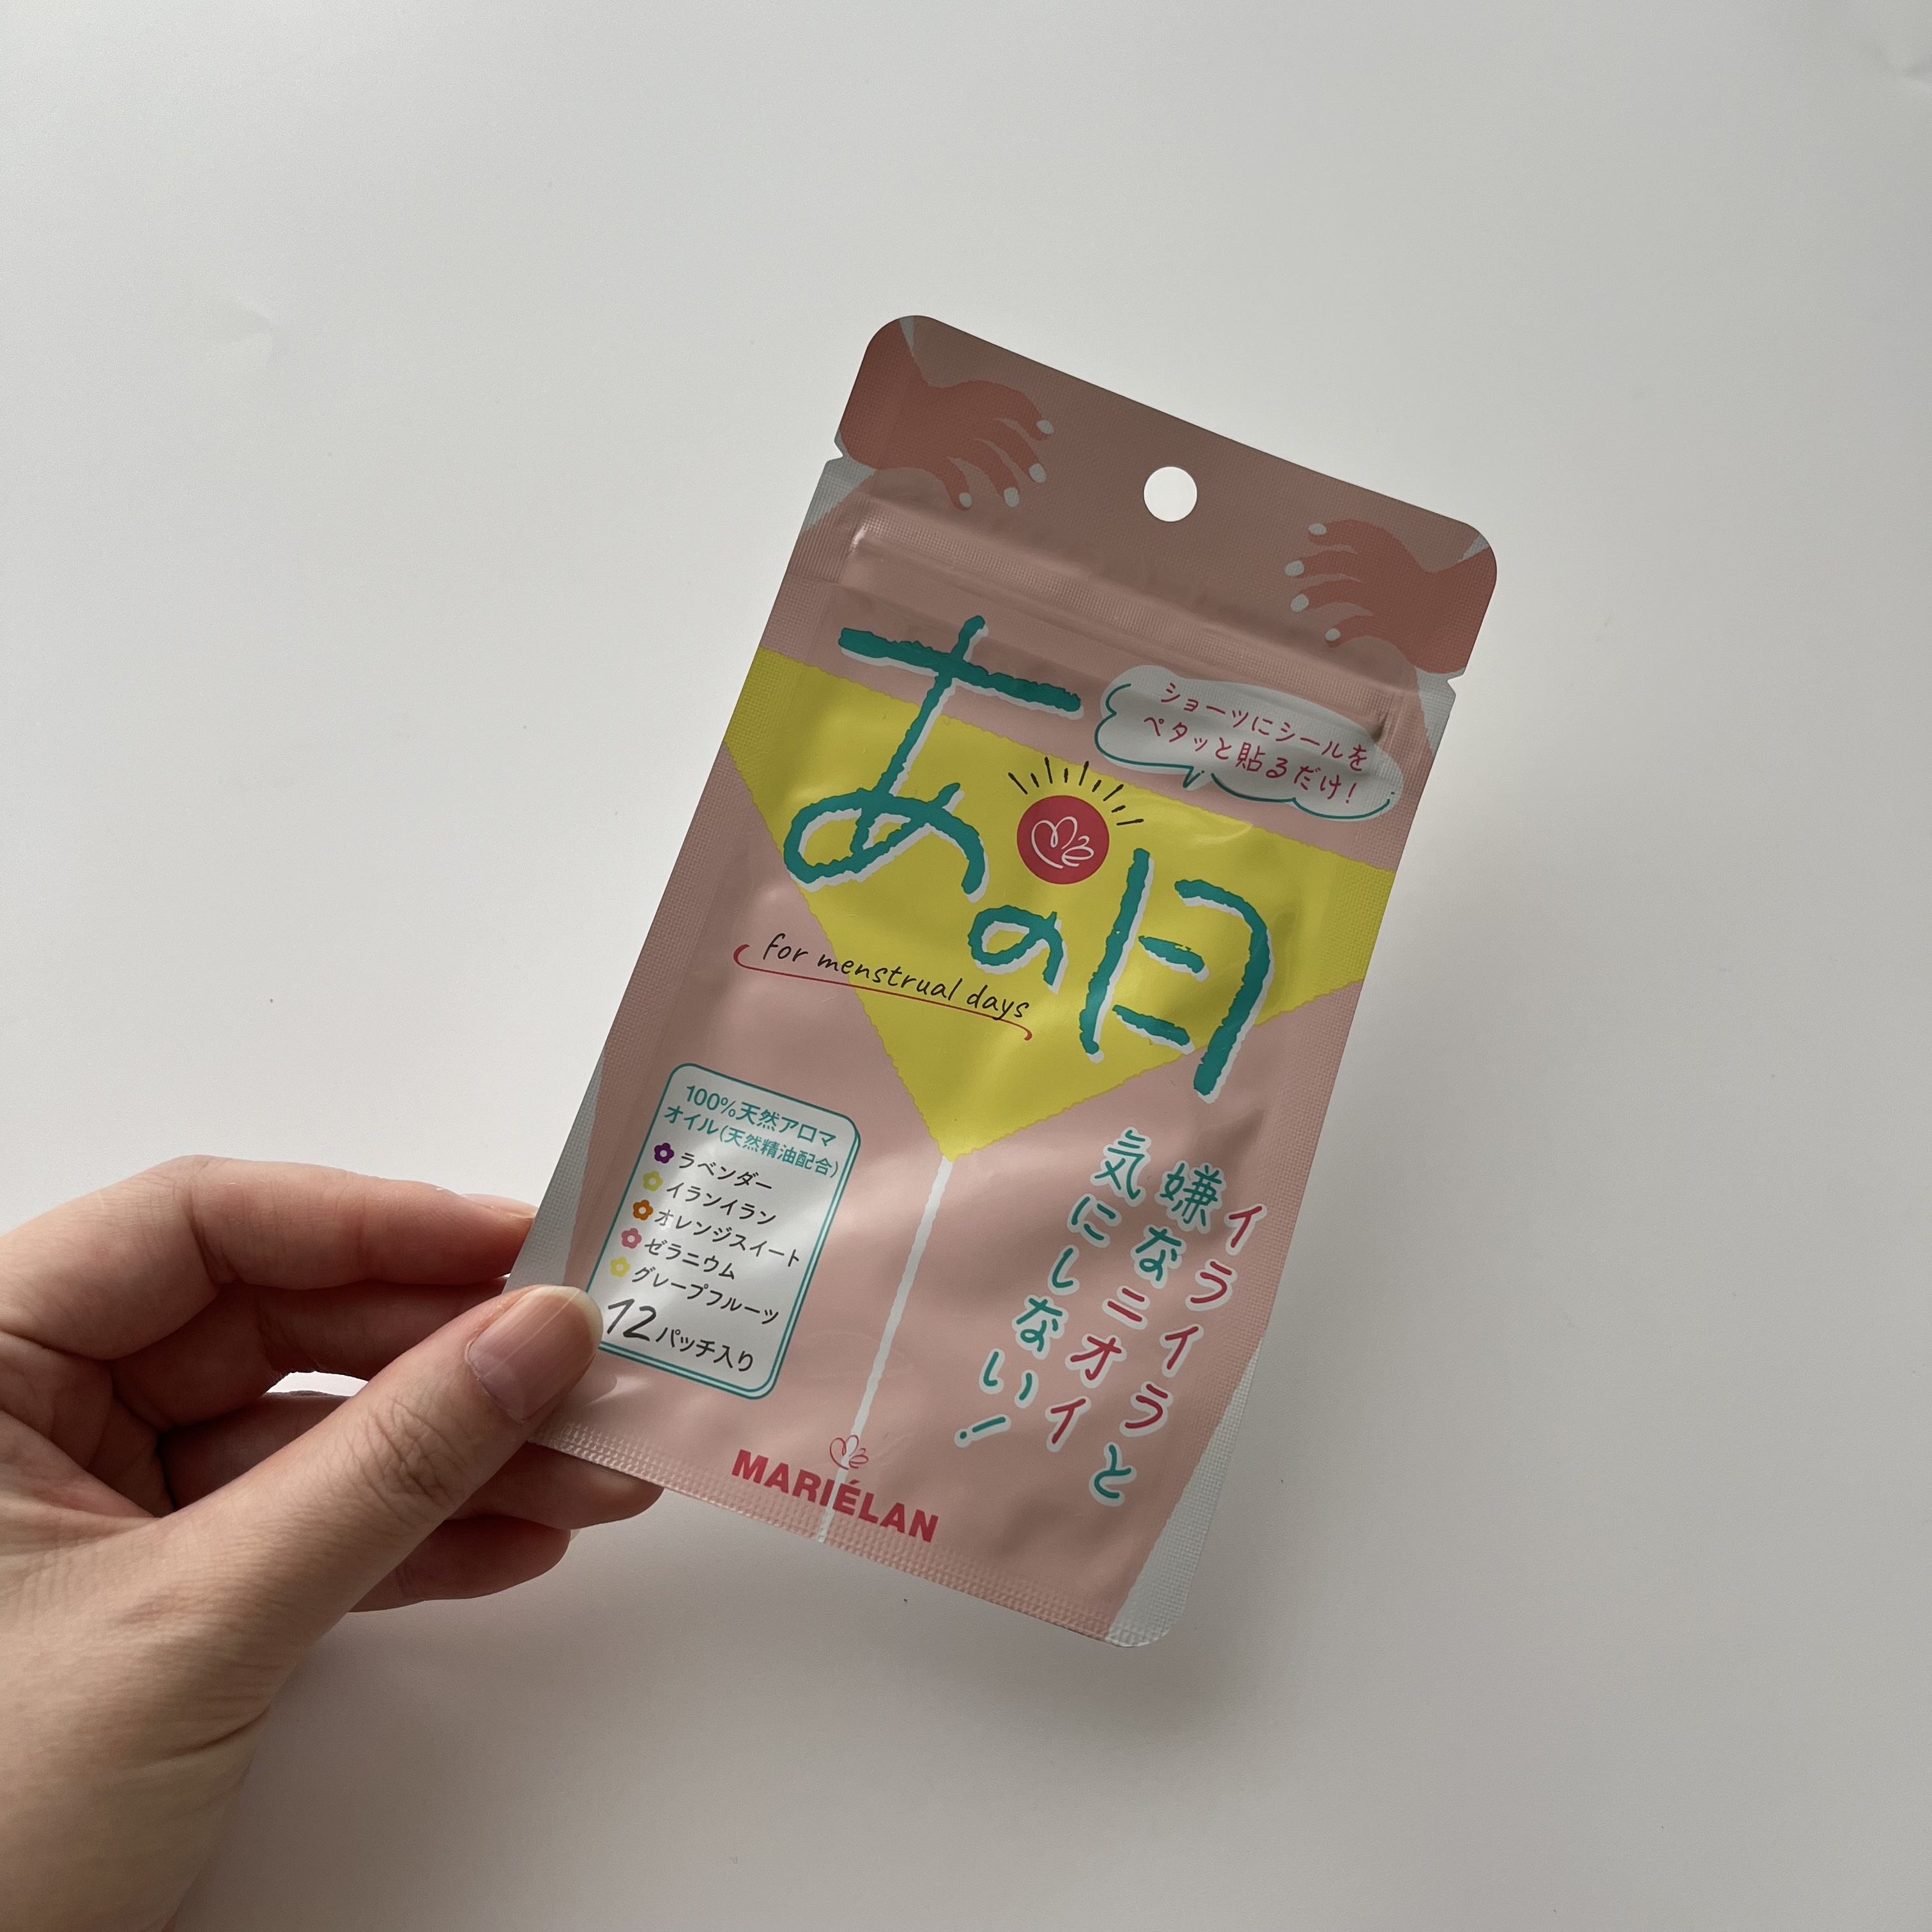 ショーツにシールを
ペタッと貼るだけ!
あの日
for menstrual days
イライラと
嫌なニオイ
気にしない!
100%天然アロマ
オイル(天然精油配合)
ラベンダー
イランイラン
オレンジスイート
ゼラニウム
グレープフルーツ
12パッチ入り
MARIÉLAN